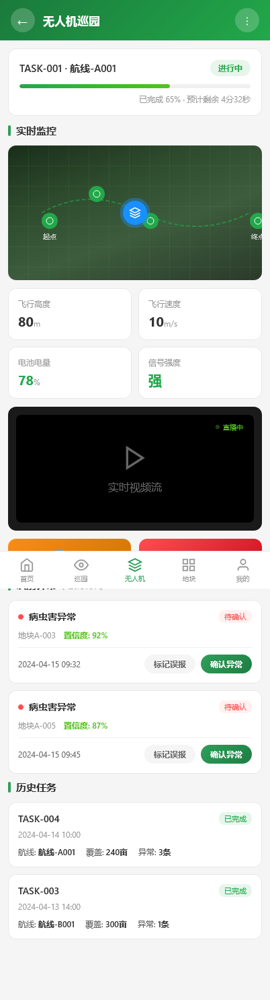 ← 无人机巡园 ⋮
TASK-001 · 航线-A001 进行中
已完成 65% · 预计剩余 4分32秒
实时监控
起点
终点
飞行高度 飞行速度
80m 10m/s
电池电量 信号强度
78% 强
直播中
实时视频流
首页 巡园 无人机 地块 我的
病虫害异常 待确认
地块A-003 置信度: 92%
2024-04-15 09:32 标记误报 确认异常
病虫害异常 待确认
地块A-005 置信度: 87%
2024-04-15 09:45 标记误报 确认异常
历史任务
TASK-004 已完成
2024-04-14 10:00
航线: 航线-A001 覆盖: 240亩 异常: 3条
TASK-003 已完成
2024-04-13 14:00
航线: 航线-B001 覆盖: 300亩 异常: 1条